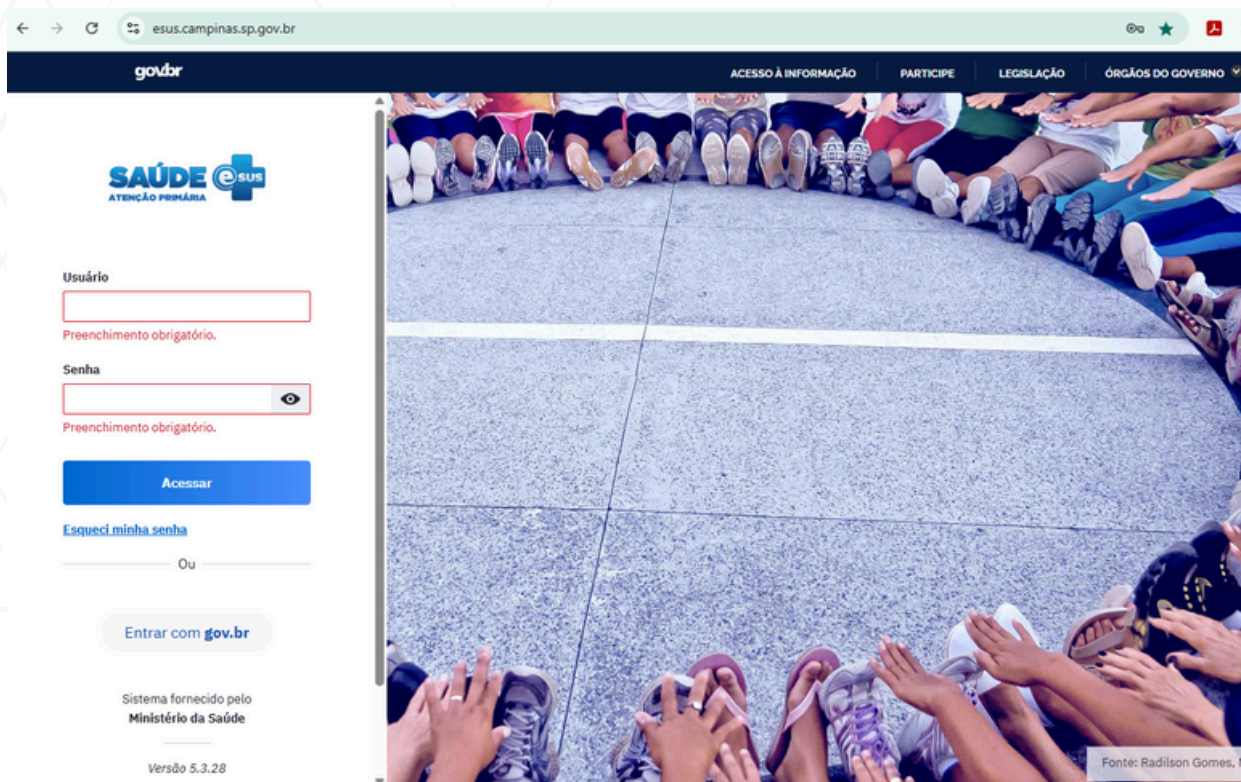 esus.campinas.sp.gov.br
gov.br
ACESSO À INFORMAÇÃO
PARTICIPE
LEGISLAÇÃO
ÓRGÃOS DO GOVERNO
SAÚDE e SUS
ATENÇÃO PRIMÁRIA
Usuário
Preenchimento obrigatório.
Senha
Preenchimento obrigatório.
Acessar
Esqueci minha senha
Ou
Entrar com gov.br
Sistema fornecido pelo
Ministério da Saúde
Versão 5.3.28
Fonte: Radilson Gomes,